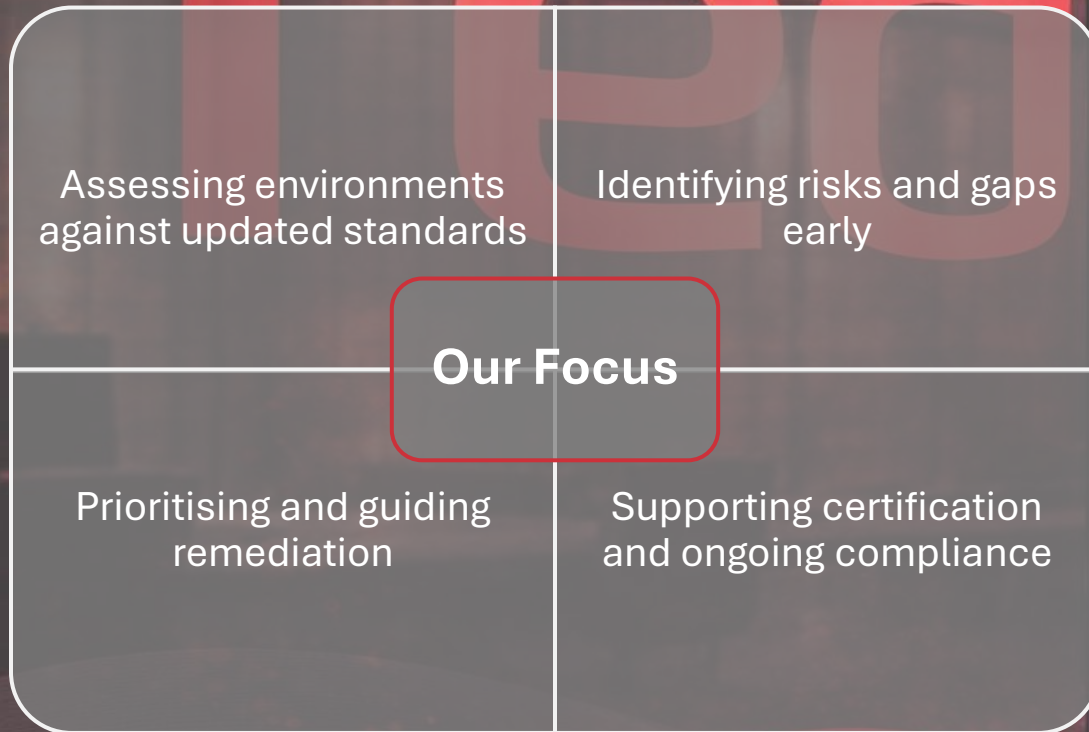 Assessing environments
against updated standards
Identifying risks and gaps
early
Our Focus
Prioritising and guiding
remediation
Supporting certification
and ongoing compliance